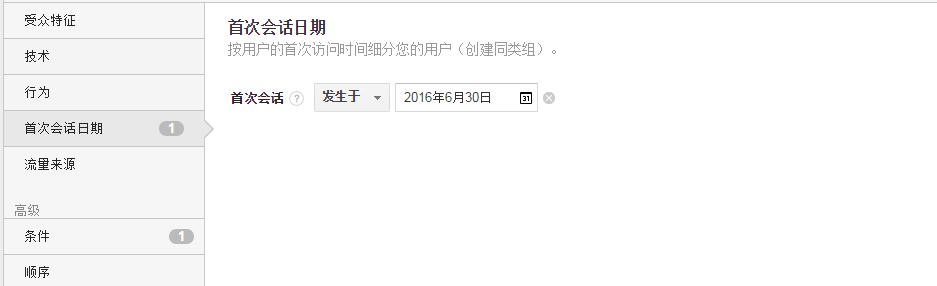 受众特征
技术
行为
首次会话日期 1
流量来源
高级
条件 1
顺序
首次会话日期
按用户的首次访问时间细分您的用户（创建同类组）。
首次会话 ? 发生于 2016年6月30日 31